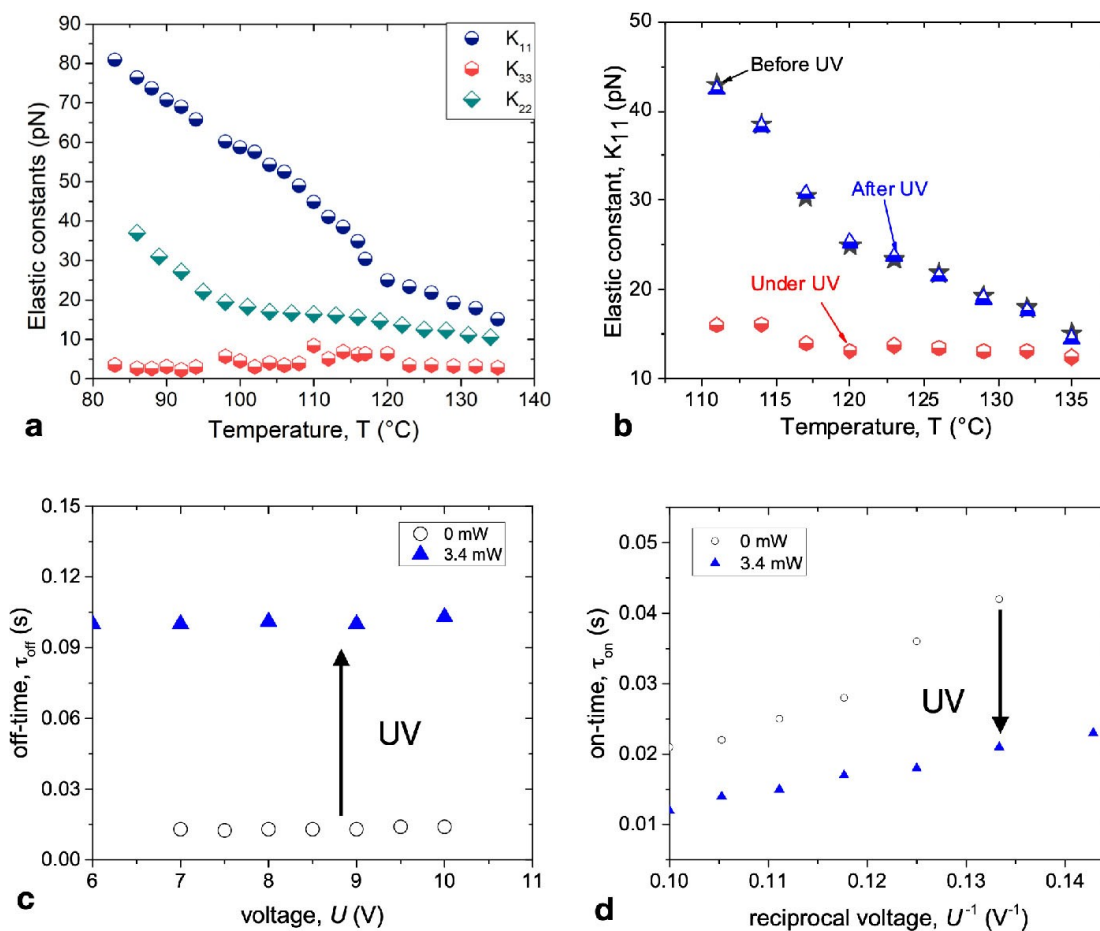 90
80
70
60
50
40
30
20
10
0
Elastic constants (pN)
K11
K33
K22
80 90 100 110 120 130 140
Temperature, T (°C)
a
50
40
30
20
10
Elastic constant, K11 (pN)
Before UV
After UV
Under UV
110 115 120 125 130 135
Temperature, T (°C)
b
0.15
0.12
0.09
0.06
0.03
0.00
off-time, τoff (s)
0 mW
3.4 mW
UV
6 7 8 9 10 11
voltage, U (V)
c
0.05
0.04
0.03
0.02
0.01
on-time, τon (s)
0 mW
3.4 mW
UV
0.10 0.11 0.12 0.13 0.14
reciprocal voltage, U⁻¹ (V⁻¹)
d